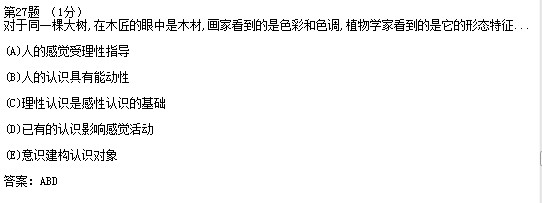 第27题 （1分）
对于同一棵大树,在木匠的眼中是木材,画家看到的是色彩和色调,植物学家看到的是它的形态特征...
(A)人的感觉受理性指导
(B)人的认识具有能动性
(C)理性认识是感性认识的基础
(D)已有的认识影响感觉活动
(E)意识建构认识对象
答案: ABD